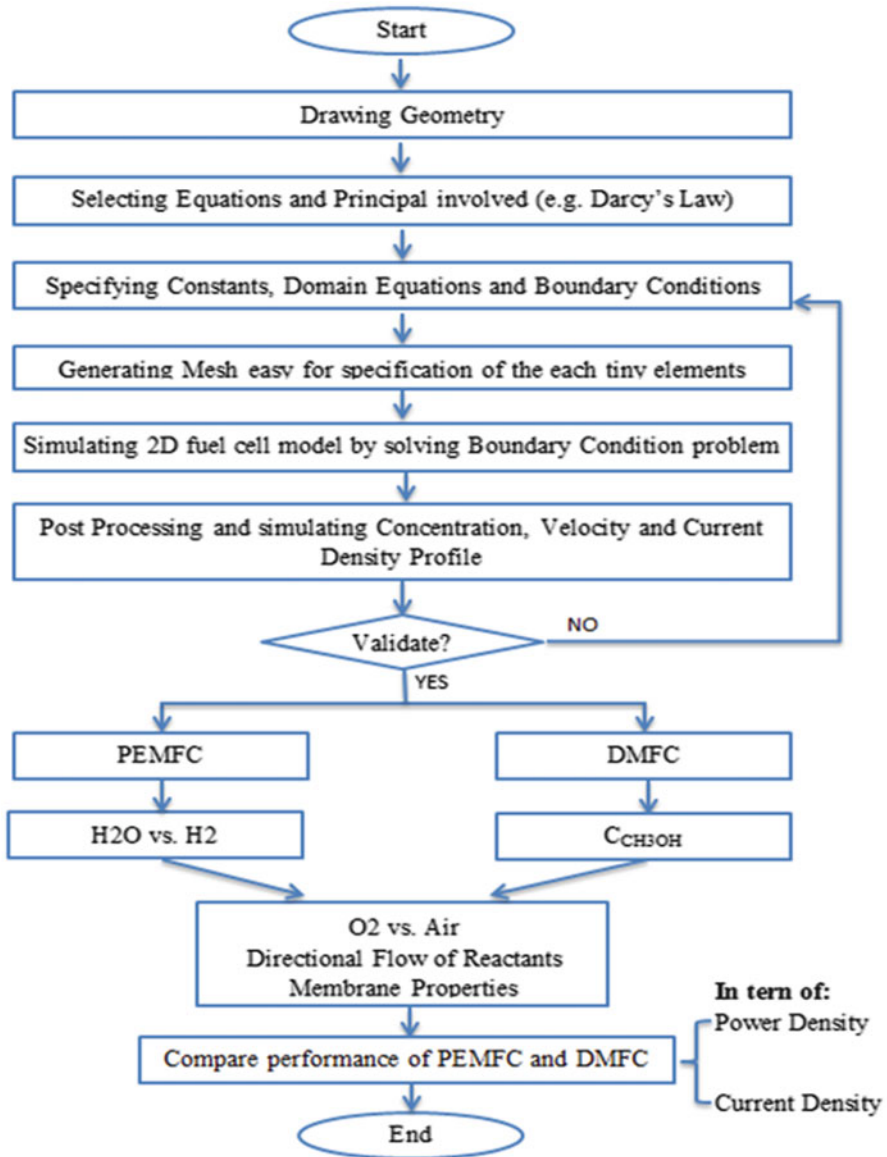 Start
Drawing Geometry
Selecting Equations and Principal involved (e.g. Darcy's Law)
Specifying Constants, Domain Equations and Boundary Conditions
Generating Mesh easy for specification of the each tiny elements
Simulating 2D fuel cell model by solving Boundary Condition problem
Post Processing and simulating Concentration, Velocity and Current
Density Profile
Validate?
NO
YES
PEMFC
DMFC
H2O vs. H2
CCH3OH
O2 vs. Air
Directional Flow of Reactants
Membrane Properties
In tern of:
Power Density
Compare performance of PEMFC and DMFC
Current Density
End